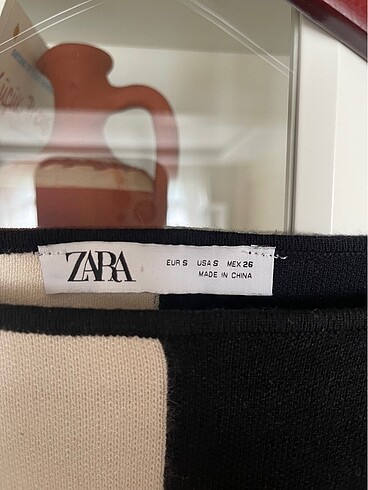 ZARA
EUR S USA S MEX 26
MADE IN CHINA